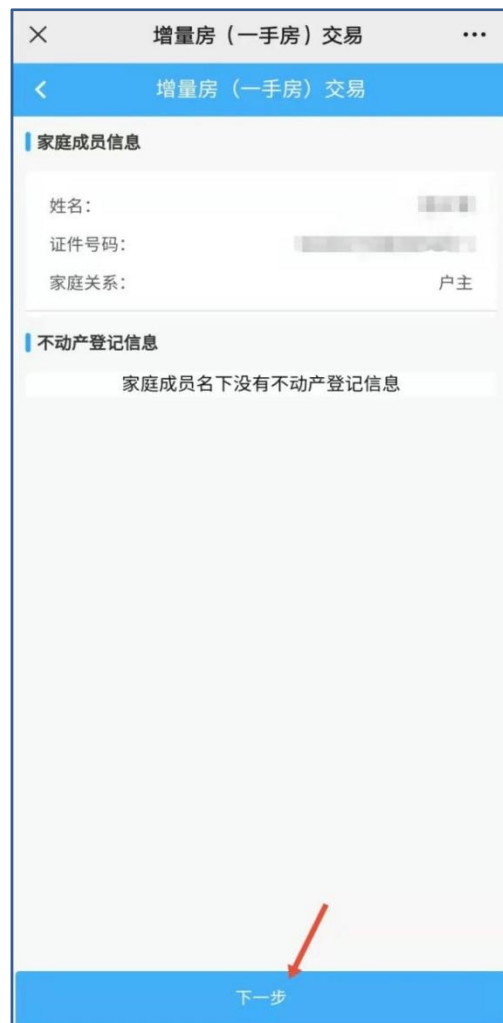 增量房（一手房）交易
增量房（一手房）交易
家庭成员信息
姓名：
证件号码：
家庭关系： 户主
不动产登记信息
家庭成员名下没有不动产登记信息
下一步